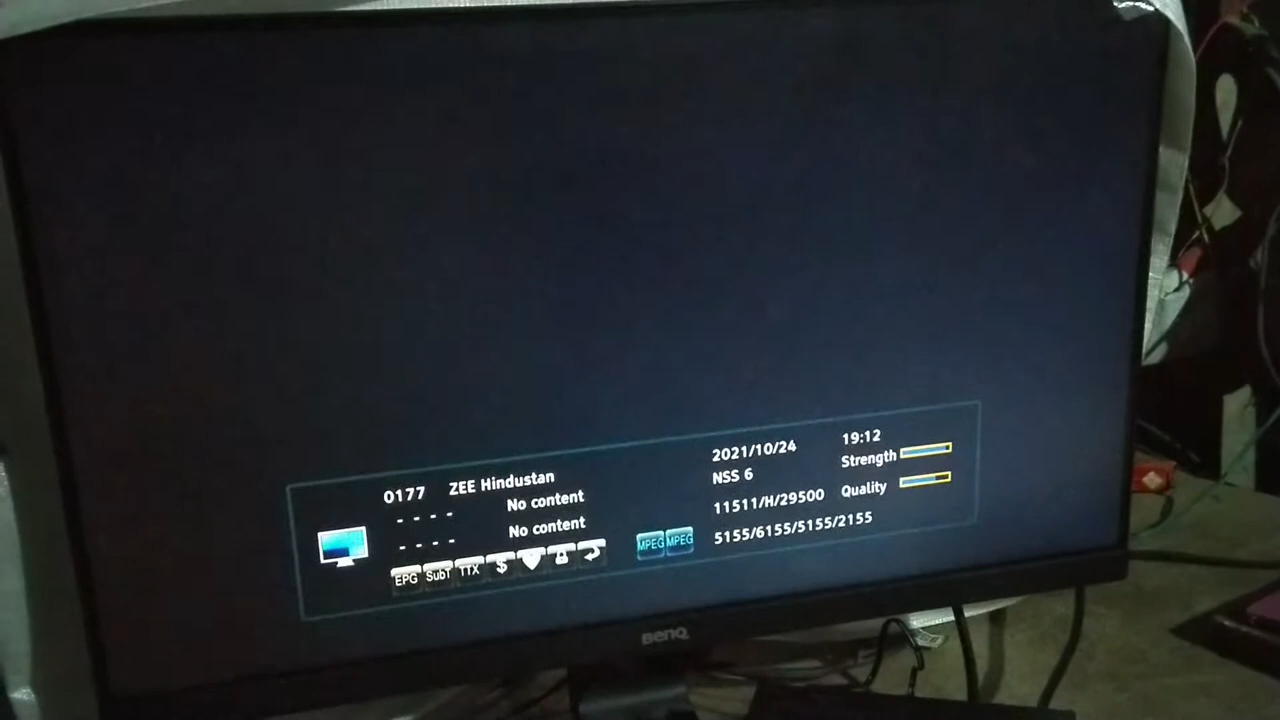 0177 ZEE Hindustan
- - - - No content
- - - - No content
EPG SubT TTX $
MPEG MPEG
2021/10/24 19:12
NSS 6 Strength
11511/H/29500 Quality
5155/6155/5155/2155
BenQ